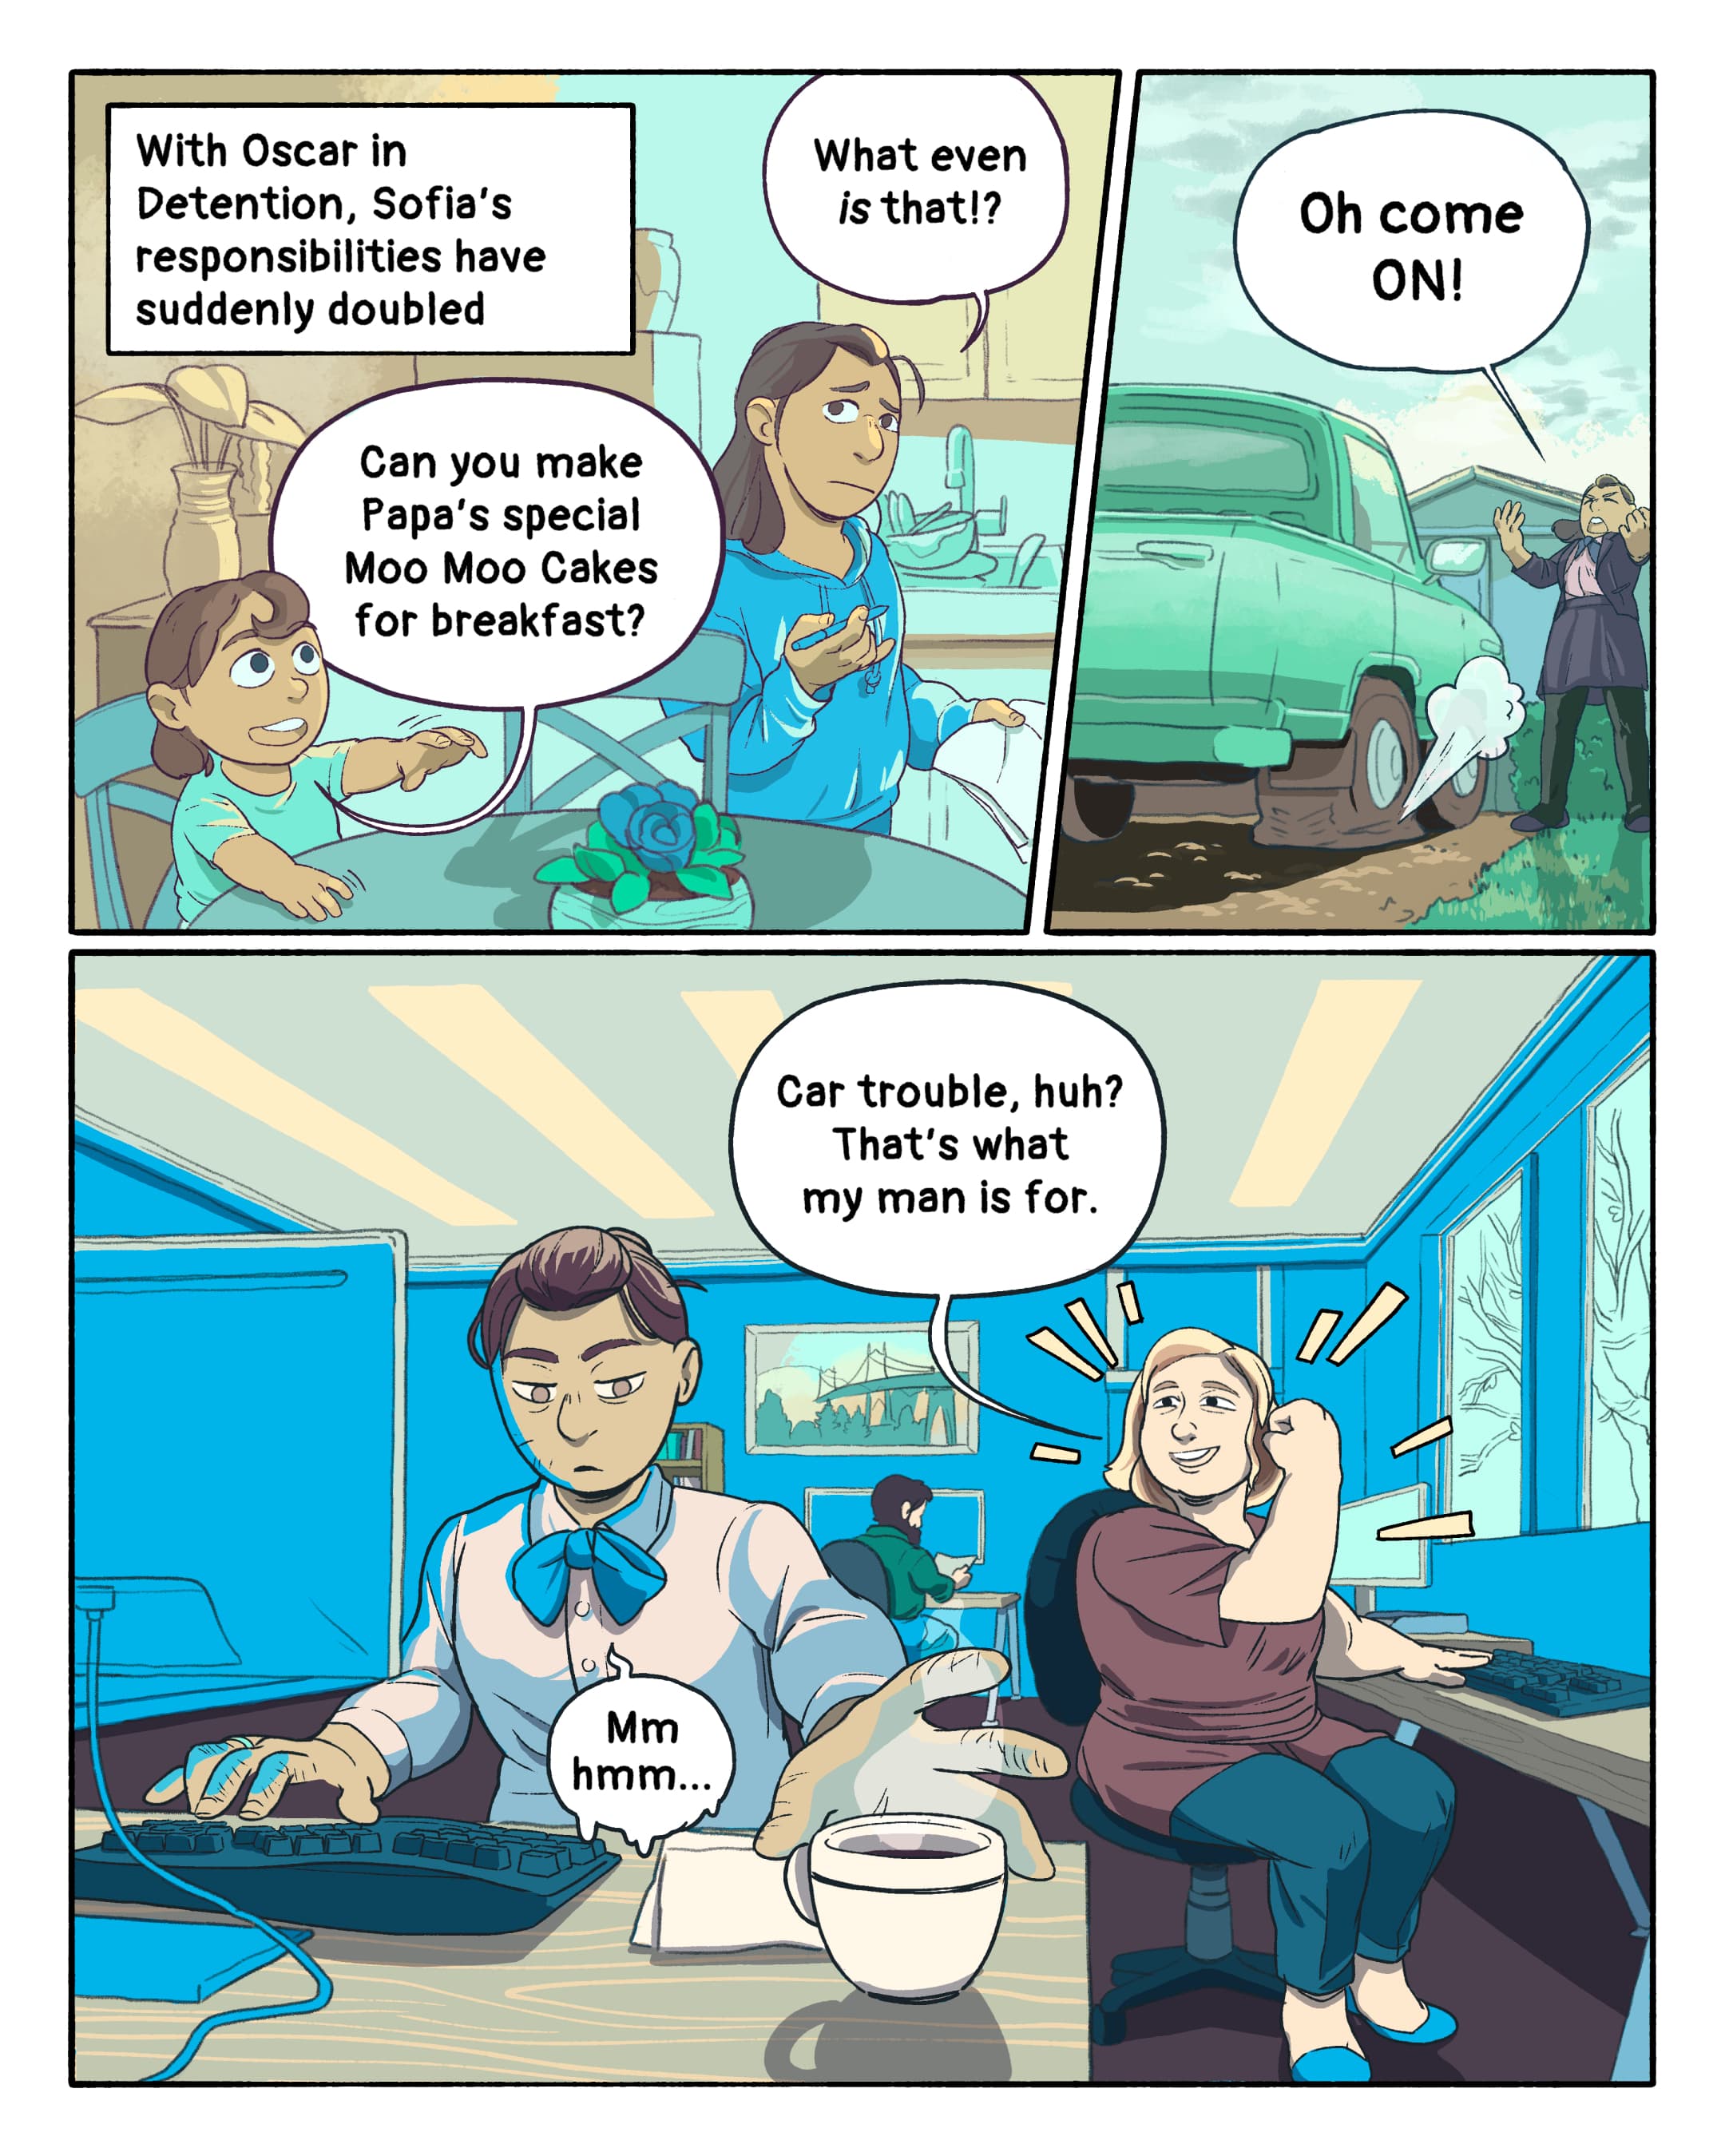 With Oscar in
Detention, Sofia's
responsibilities have
suddenly doubled
Can you make
Papa's special
Moo Moo Cakes
for breakfast?
What even
is that!?
Oh come
ON!
Car trouble, huh?
That's what
my man is for.
Mm
hmm...